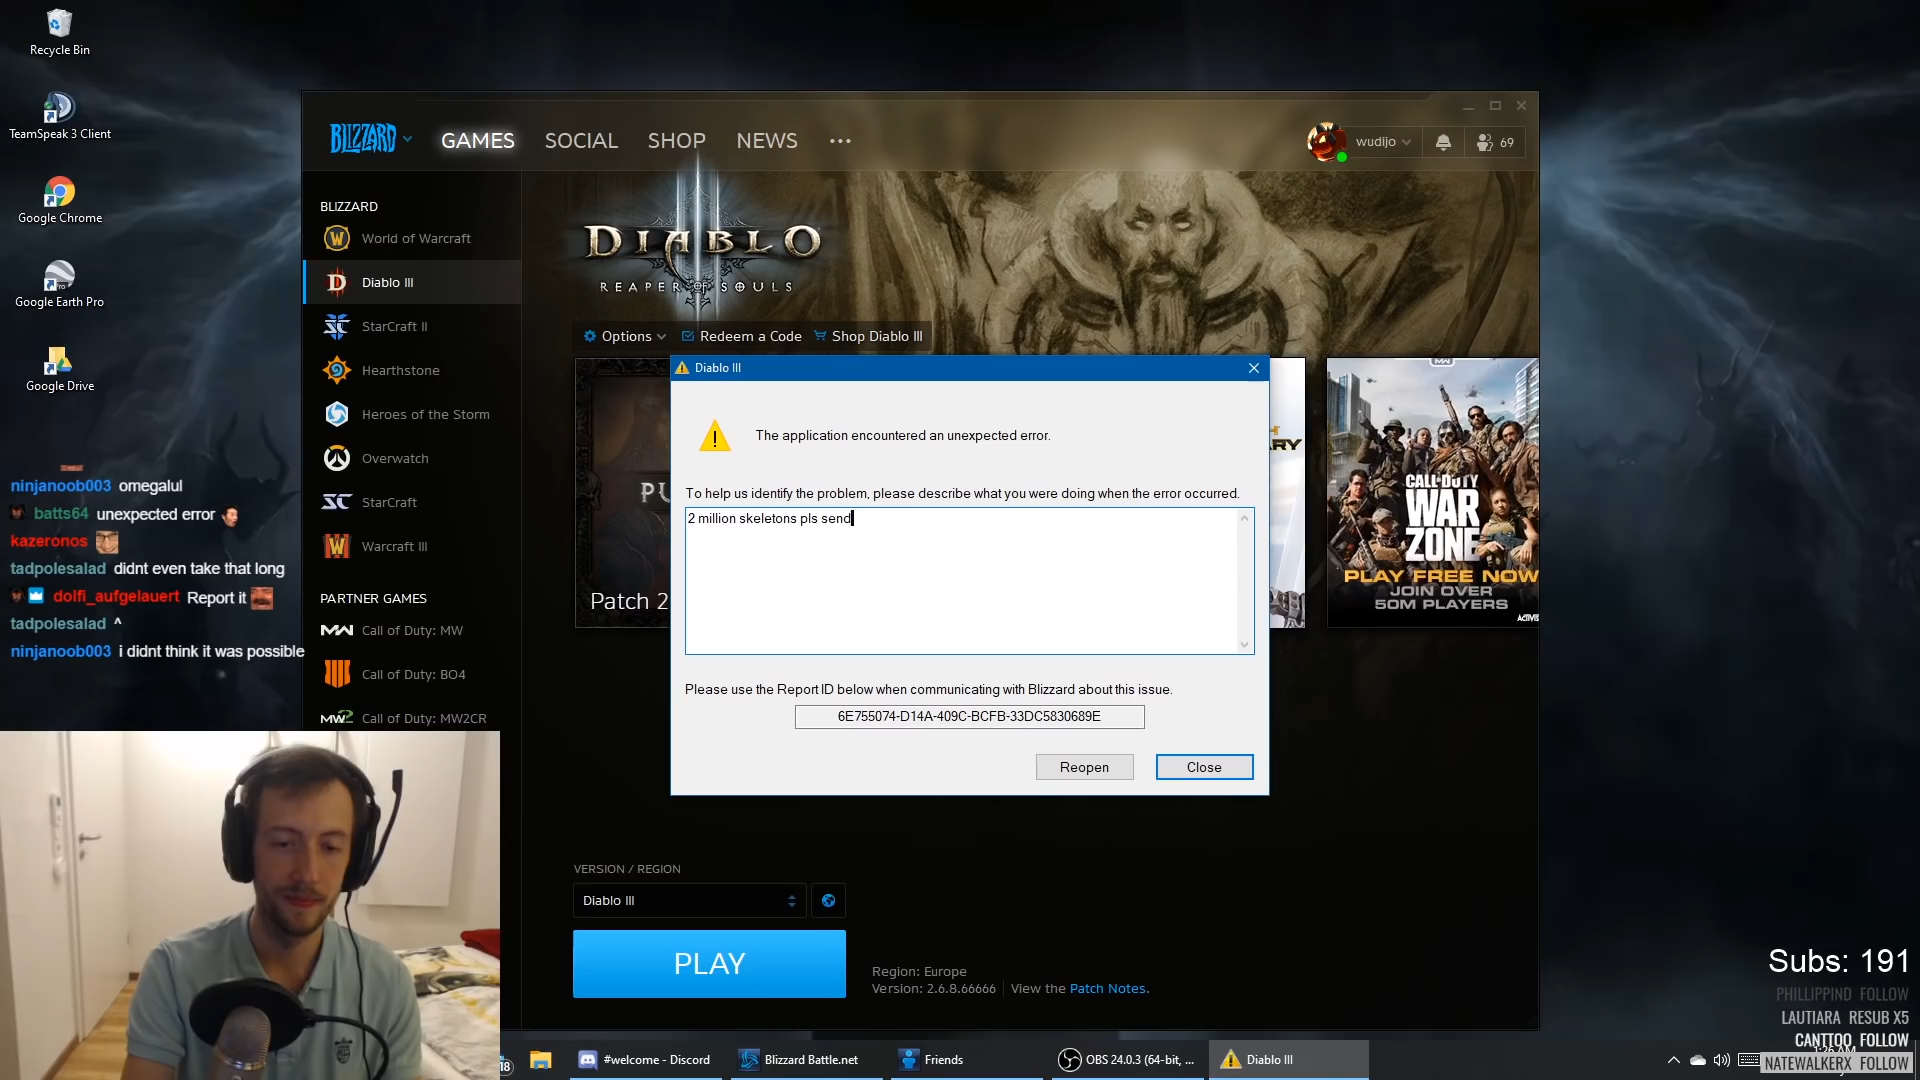 Recycle Bin
TeamSpeak 3 Client
Google Chrome
Google Earth Pro
Google Drive
BLIZZARD
GAMES
SOCIAL
SHOP
NEWS
wudijo
69
BLIZZARD
World of Warcraft
Diablo III
StarCraft II
Hearthstone
Heroes of the Storm
Overwatch
StarCraft
Warcraft III
PARTNER GAMES
Call of Duty: MW
Call of Duty: BO4
Call of Duty: MW2CR
DIABLO
REAPER OF SOULS
Options
Redeem a Code
Shop Diablo III
Diablo III
The application encountered an unexpected error.
To help us identify the problem, please describe what you were doing when the error occurred.
2 million skeletons pls send
Please use the Report ID below when communicating with Blizzard about this issue.
6E755074-D14A-409C-BCFB-33DC5830689E
Reopen
Close
PU
Patch 2
ARY
MW
CALL OF DUTY
WAR
ZONE
PLAY FREE NOW
JOIN OVER
50M PLAYERS
ninjanoob003 omegalul
batts64 unexpected error
kazeronos
tadpolesalad didnt even take that long
dolfi_aufgelauert Report it
tadpolesalad ^
ninjanoob003 i didnt think it was possible
VERSION / REGION
Diablo III
PLAY
Region: Europe
Version: 2.6.8.66666
View the Patch Notes.
Subs: 191
PHILLIPPIND FOLLOW
LAUTIARA RESUB X5
CANTTOO FOLLOW
NATEWALKERX FOLLOW
18
#welcome - Discord
Blizzard Battle.net
Friends
OBS 24.0.3 (64-bit, ...
Diablo III